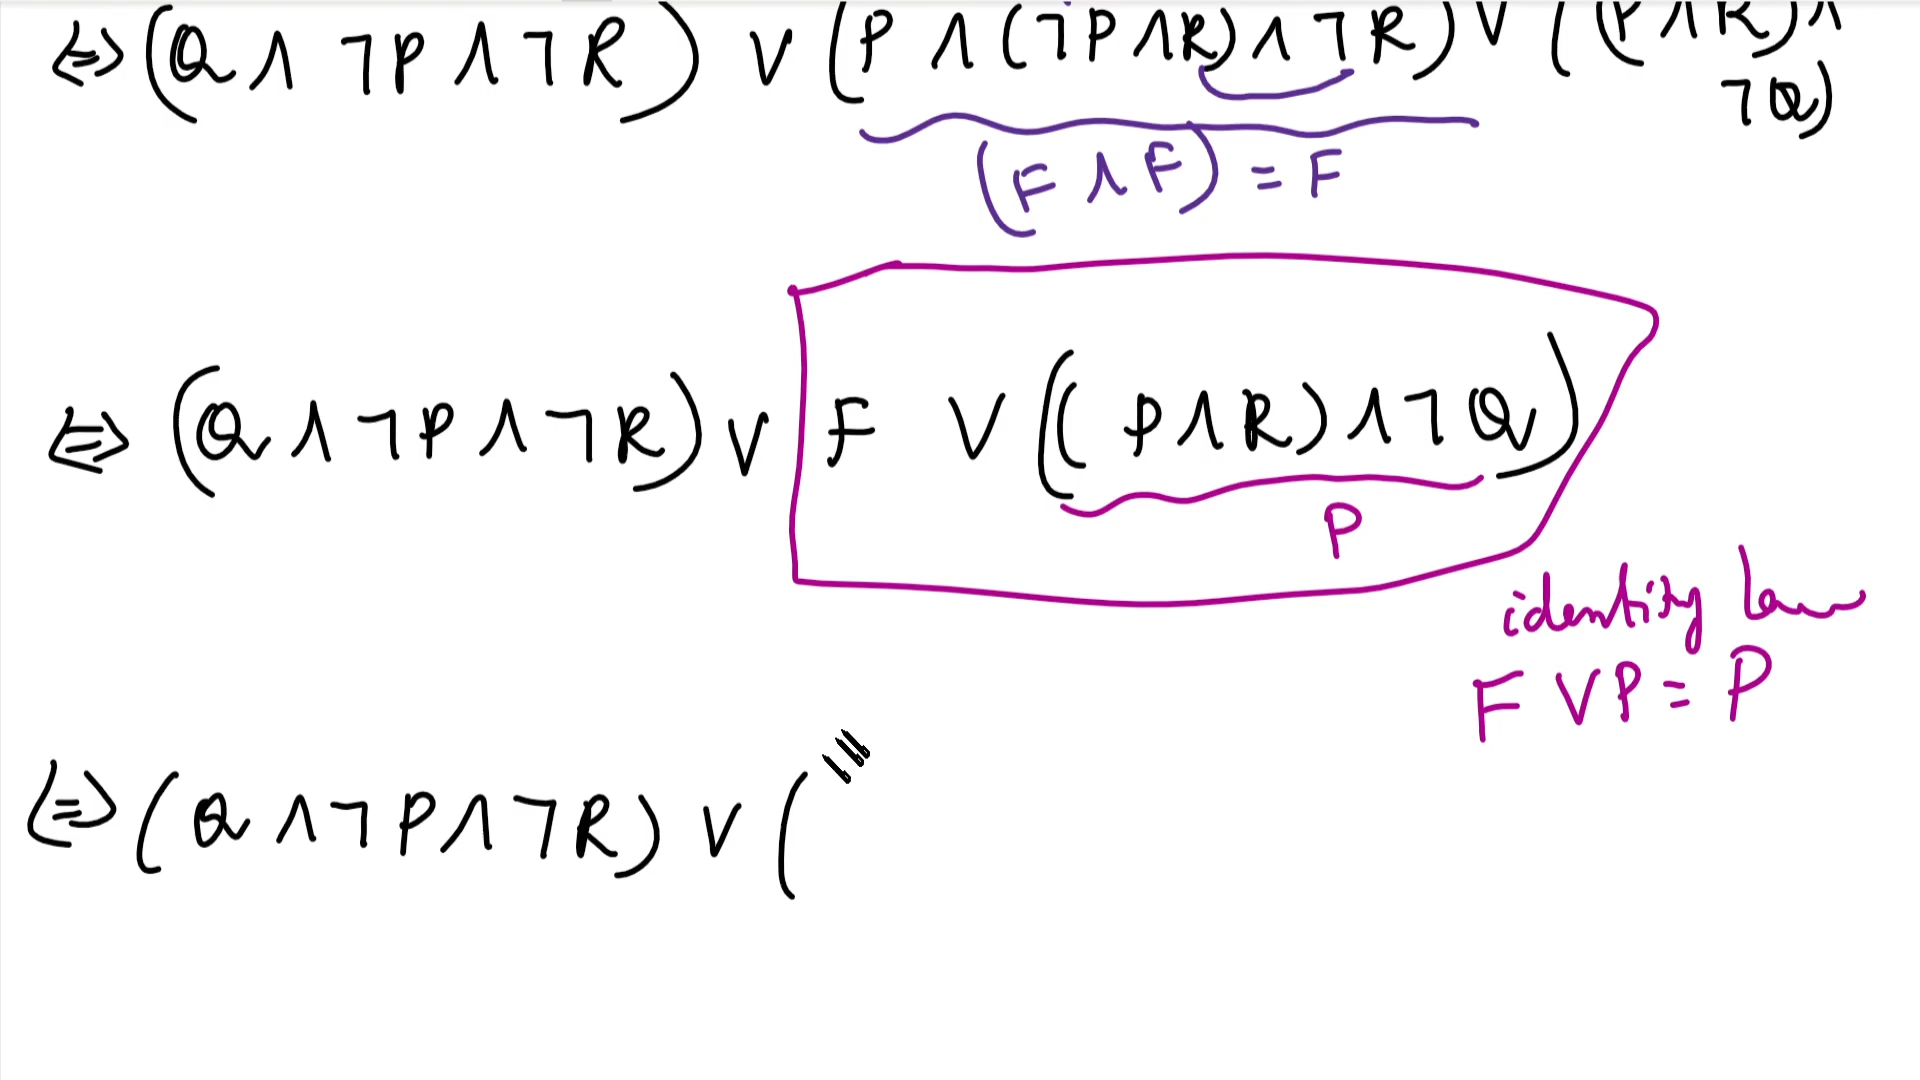 ⇔ (Q ∧ ¬P ∧ ¬R) ∨ (P ∧ (¬P ∧ R) ∧ ¬R) ∨ ((P ∧ R) ∧
¬Q)
(F ∧ F) = F
⇔ (Q ∧ ¬P ∧ ¬R) ∨ F ∨ ((P ∧ R) ∧ ¬Q)
P
identity law
F ∨ P = P
⇔ (Q ∧ ¬P ∧ ¬R) ∨ (